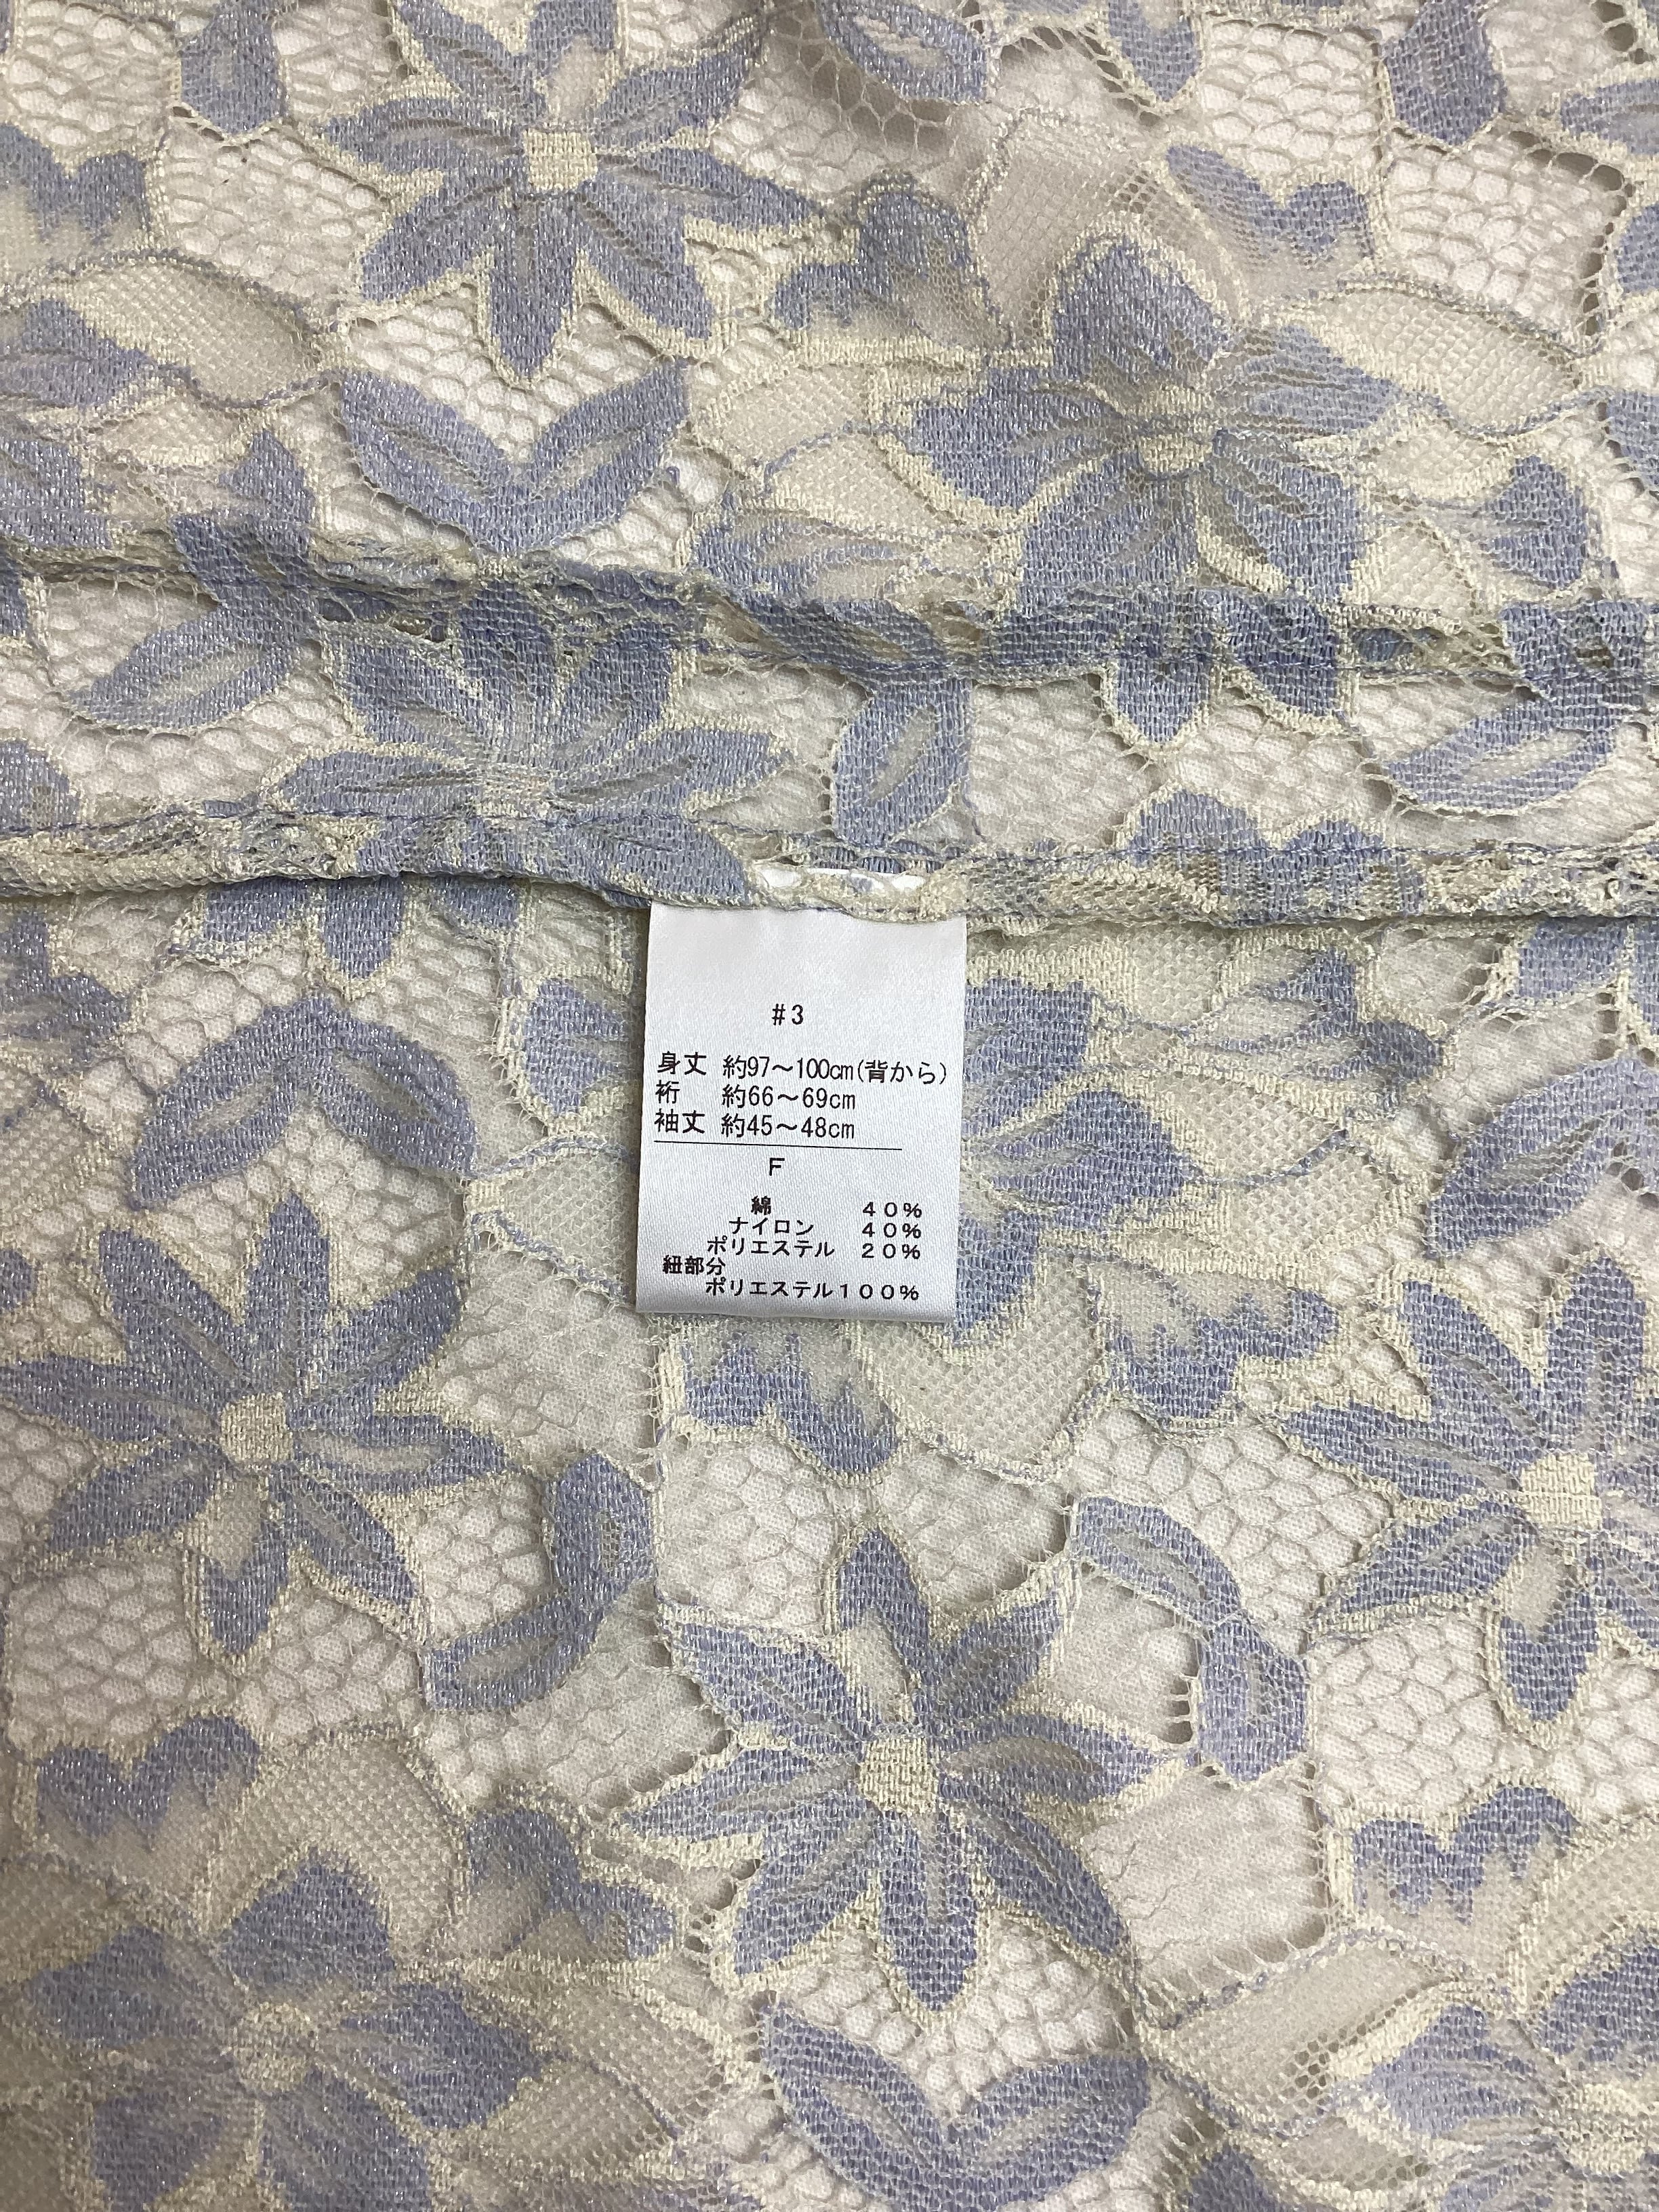 #3
身丈 約97～100cm(背から)
裄 約66～69cm
袖丈 約45～48cm
F
綿 40%
ナイロン 40%
ポリエステル 20%
紐部分
ポリエステル100%